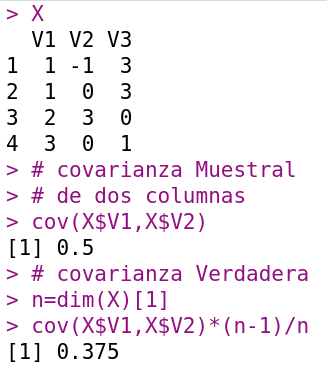 > X
  V1 V2 V3
1  1 -1  3
2  1  0  3
3  2  3  0
4  3  0  1
> # covarianza Muestral
> # de dos columnas
> cov(X$V1,X$V2)
[1] 0.5
> # covarianza Verdadera
> n=dim(X)[1]
> cov(X$V1,X$V2)*(n-1)/n
[1] 0.375